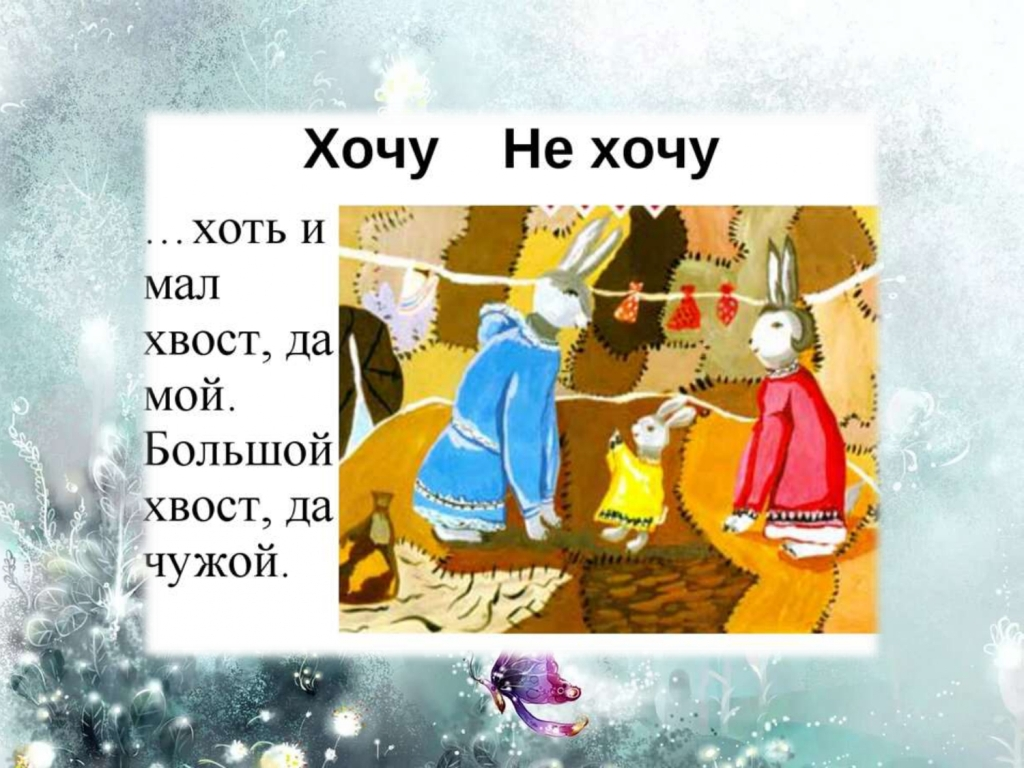 Хочу Не хочу
…хоть и
мал
хвост, да
мой.
Большой
хвост, да
чужой.